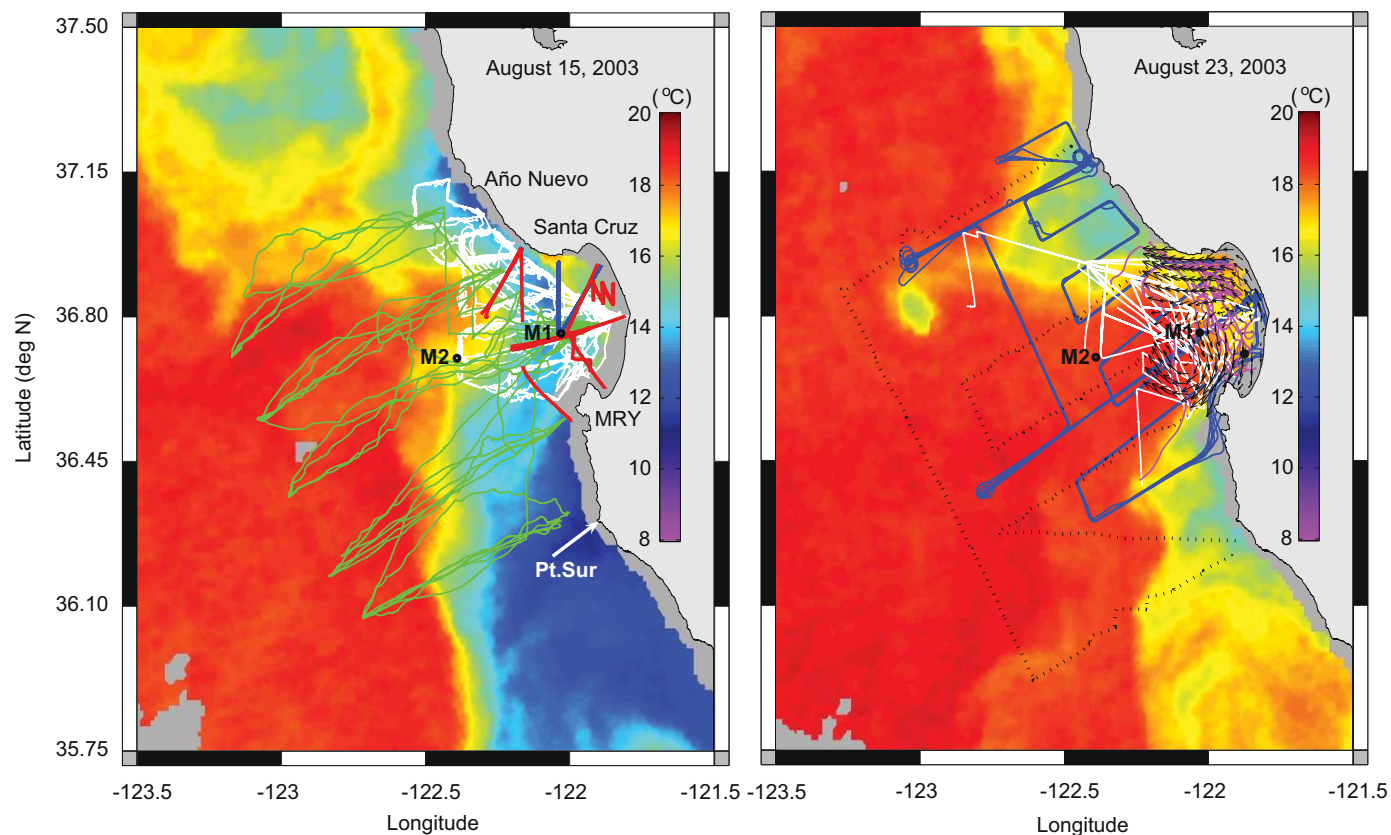 37.50
37.15
36.80
36.45
36.10
35.75
Latitude (deg N)
August 15, 2003
(°C)
20
18
16
14
12
10
8
Año Nuevo
Santa Cruz
M1
M2
MRY
Pt.Sur
-123.5
-123
-122.5
-122
-121.5
Longitude
August 23, 2003
(°C)
20
18
16
14
12
10
8
M1
M2
-123.5
-123
-122.5
-122
-121.5
Longitude